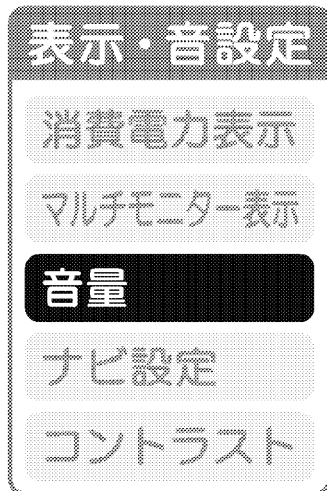 表示・音設定
消費電力表示
マルチモニター表示
音量
ナビ設定
コントラスト